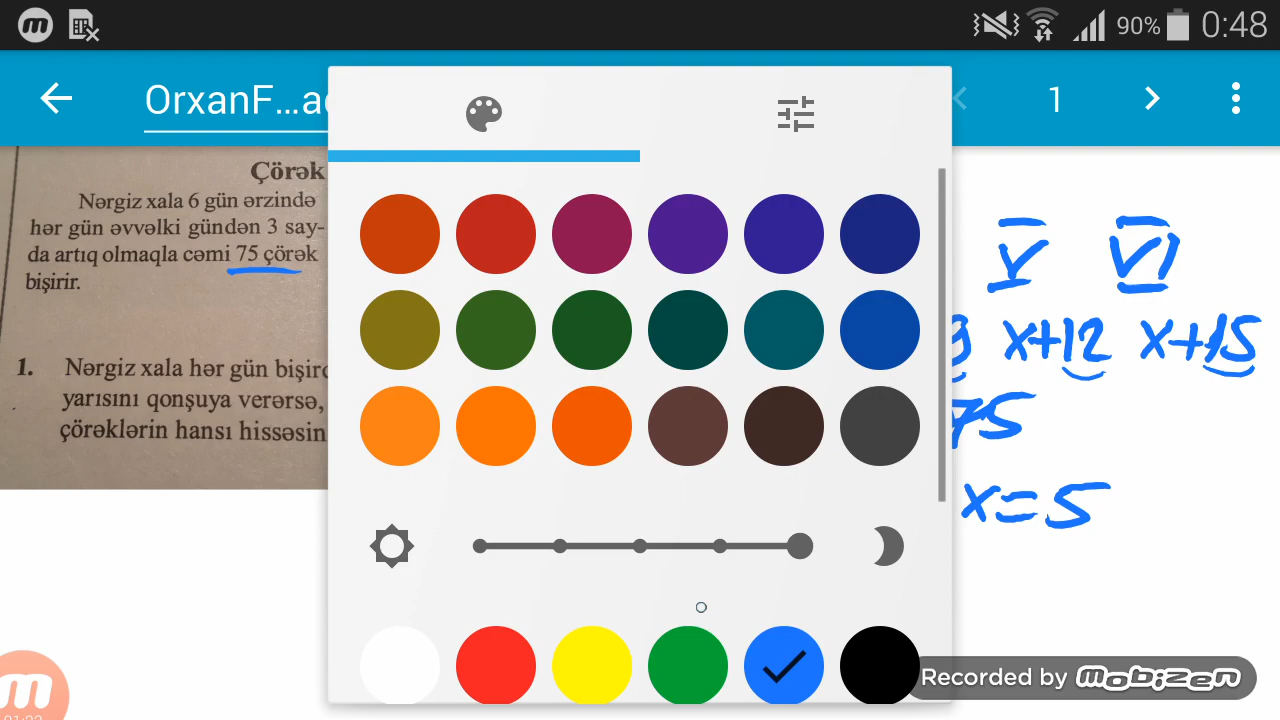 m 90% 0:48
OrxanF...a 1
Çörək
Nərgiz xala 6 gün ərzində
hər gün əvvəlki gündən 3 say-
da artıq olmaqla cəmi 75 çörək
bişirir.
1. Nərgiz xala hər gün bişir
yarısını qonşuya verərsə,
çörəklərin hansı hissəsin
V VI
9 x+12 x+15
75
x=5
Recorded by mobizen
m